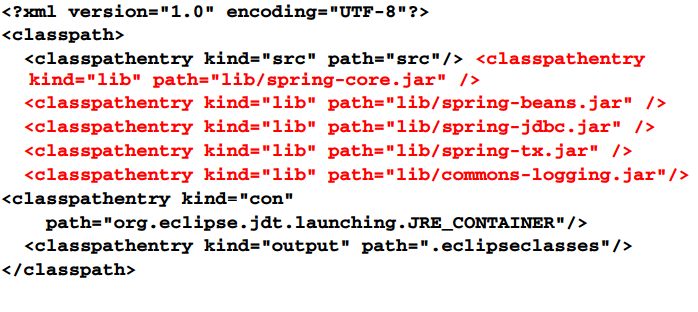 <?xml version="1.0" encoding="UTF-8"?>
<classpath>
<classpathentry kind="src" path="src"/> <classpathentry
kind="lib" path="lib/spring-core.jar" />
<classpathentry kind="lib" path="lib/spring-beans.jar" />
<classpathentry kind="lib" path="lib/spring-jdbc.jar" />
<classpathentry kind="lib" path="lib/spring-tx.jar" />
<classpathentry kind="lib" path="lib/commons-logging.jar"/>
<classpathentry kind="con"
path="org.eclipse.jdt.launching.JRE_CONTAINER"/>
<classpathentry kind="output" path=".eclipseclasses"/>
</classpath>